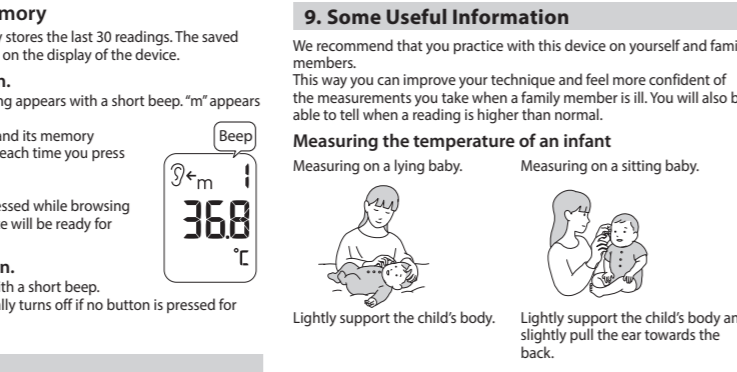 mory
y stores the last 30 readings. The saved
on the display of the device.
n.
ng appears with a short beep. “m” appears
and its memory
each time you press
Beep
m 1
36.8
°C
essed while browsing
e will be ready for
n.
th a short beep.
lly turns off if no button is pressed for
9. Some Useful Information
We recommend that you practice with this device on yourself and fami
members.
This way you can improve your technique and feel more confident of
the measurements you take when a family member is ill. You will also b
able to tell when a reading is higher than normal.
Measuring the temperature of an infant
Measuring on a lying baby.
Lightly support the child’s body.
Measuring on a sitting baby.
Lightly support the child’s body an
slightly pull the ear towards the
back.